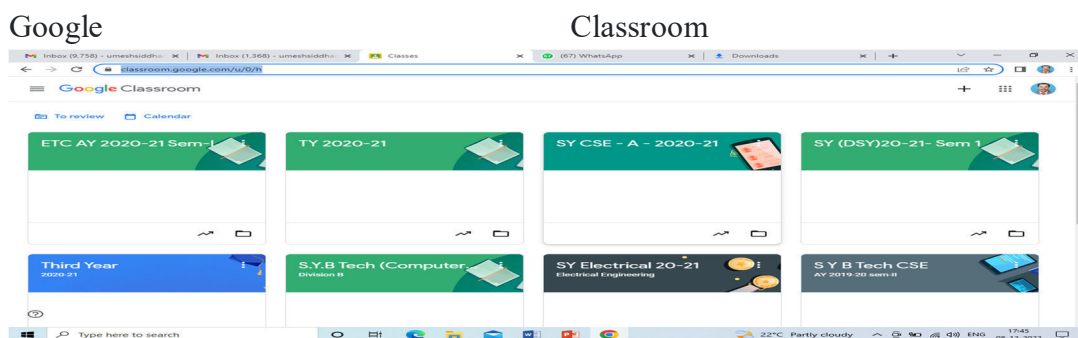 Google Classroom
Inbox (9,758) - umeshsiddha Inbox (1,368) - umeshsiddha Classes (67) WhatsApp Downloads
classroom.google.com/u/0/h
Google Classroom
To review Calendar
ETC AY 2020-21 Sem-I TY 2020-21 SY CSE - A - 2020-21 SY (DSY)20-21- Sem 1
Third Year S.Y.B Tech (Computer SY Electrical 20-21 S Y B Tech CSE
2020-21 Division B Electrical Engineering AY 2019-20 sem-II
Type here to search 22°C Partly cloudy ENG 17:45